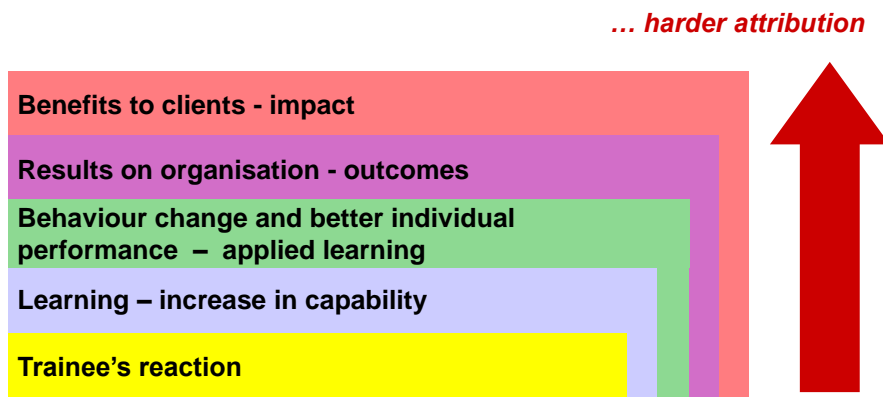 … harder attribution
Benefits to clients - impact
Results on organisation - outcomes
Behaviour change and better individual
performance – applied learning
Learning – increase in capability
Trainee’s reaction